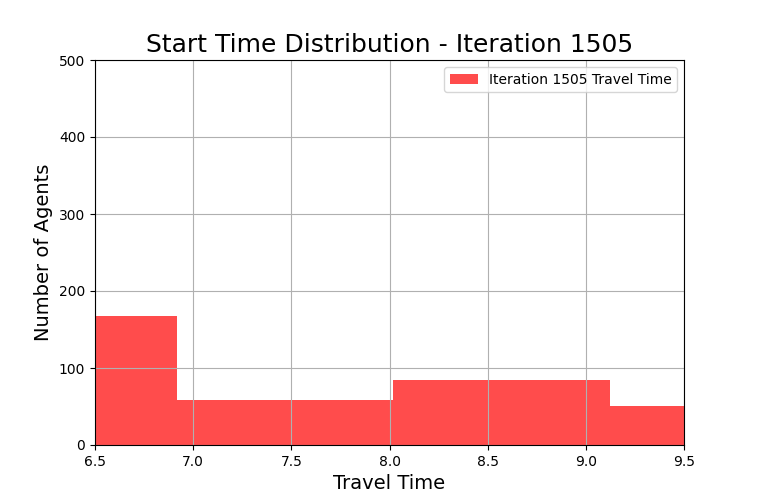 Start Time Distribution - Iteration 1505
Iteration 1505 Travel Time
Number of Agents
500
400
300
200
100
0
6.5 7.0 7.5 8.0 8.5 9.0 9.5
Travel Time